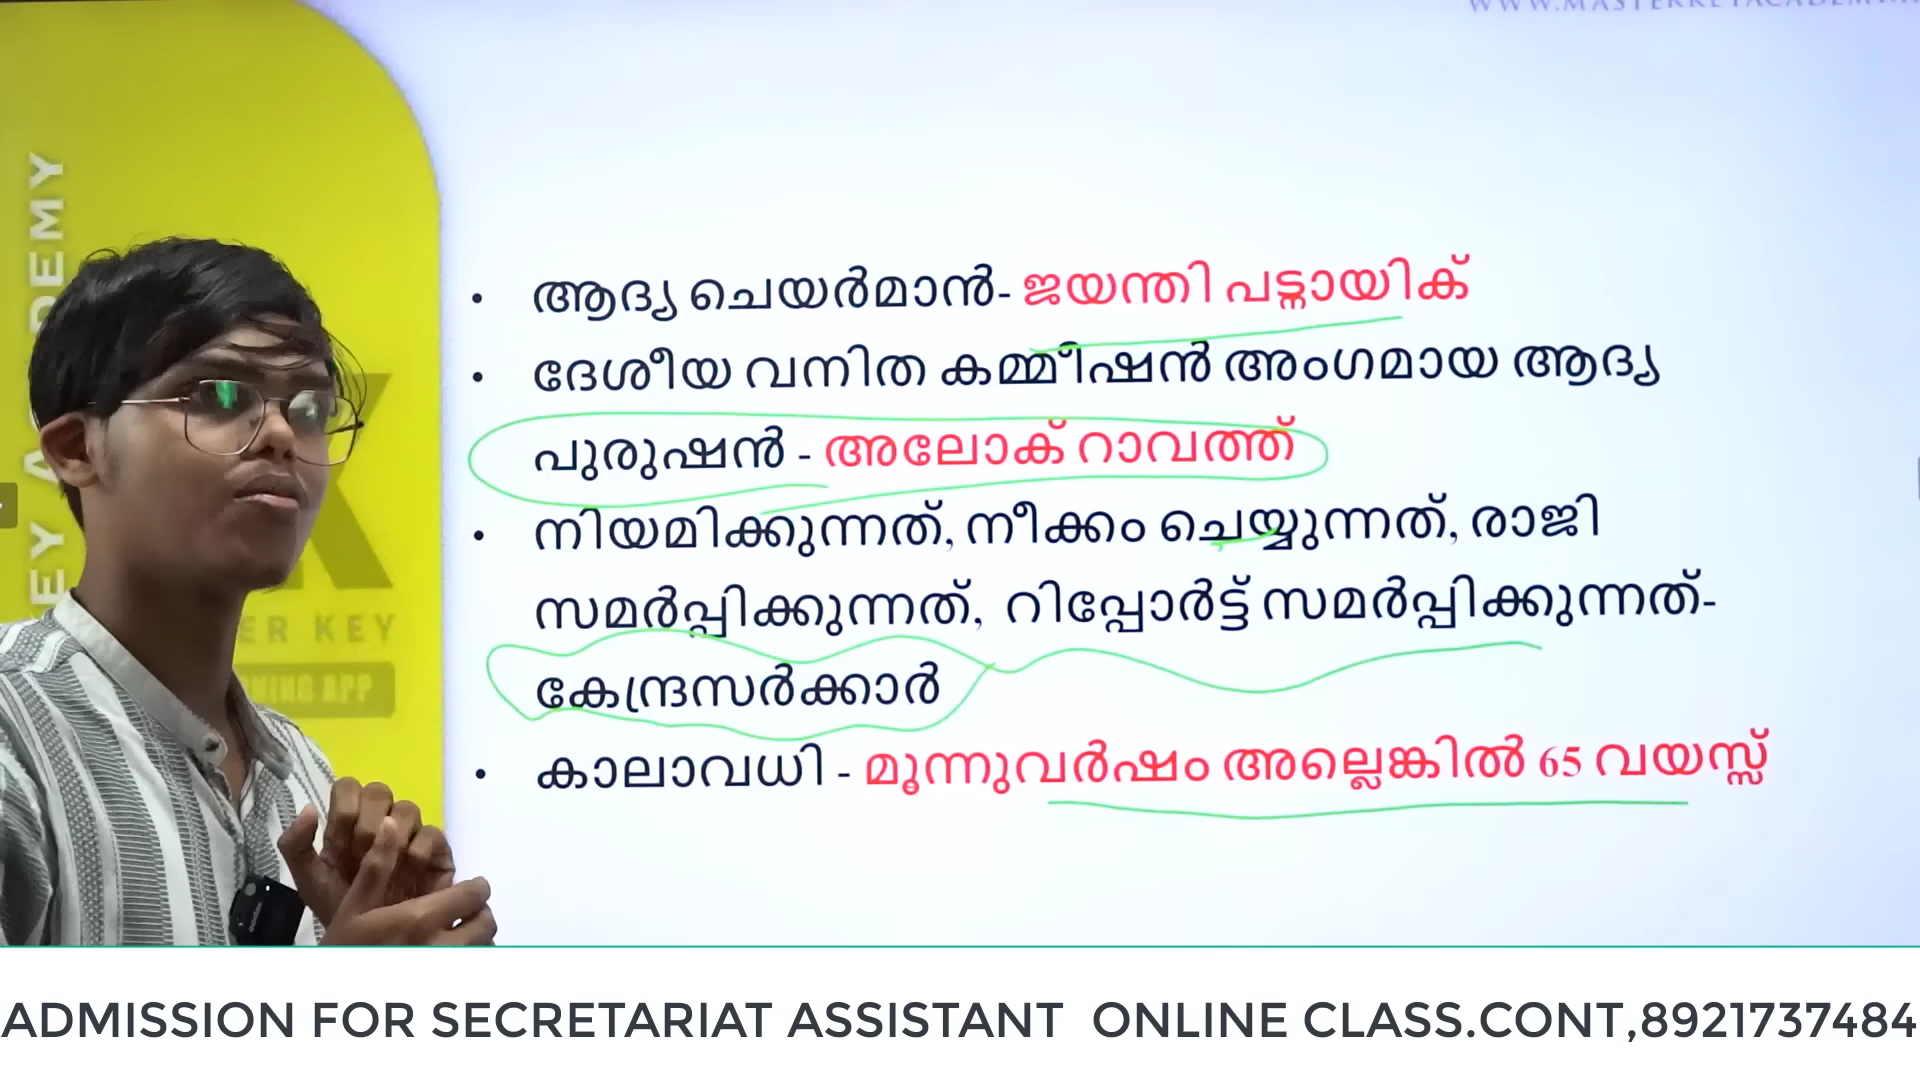 • ആദ്യ ചെയർമാൻ- ജയന്തി പട്നായിക്
• ദേശീയ വനിത കമ്മീഷൻ അംഗമായ ആദ്യ
പുരുഷൻ - അലോക് റാവത്ത്
• നിയമിക്കുന്നത്, നീക്കം ചെയ്യുന്നത്, രാജി
സമർപ്പിക്കുന്നത്, റിപ്പോർട്ട് സമർപ്പിക്കുന്നത്-
കേന്ദ്രസർക്കാർ
• കാലാവധി - മൂന്നുവർഷം അല്ലെങ്കിൽ 65 വയസ്സ്
ADMISSION FOR SECRETARIAT ASSISTANT ONLINE CLASS.CONT,8921737484